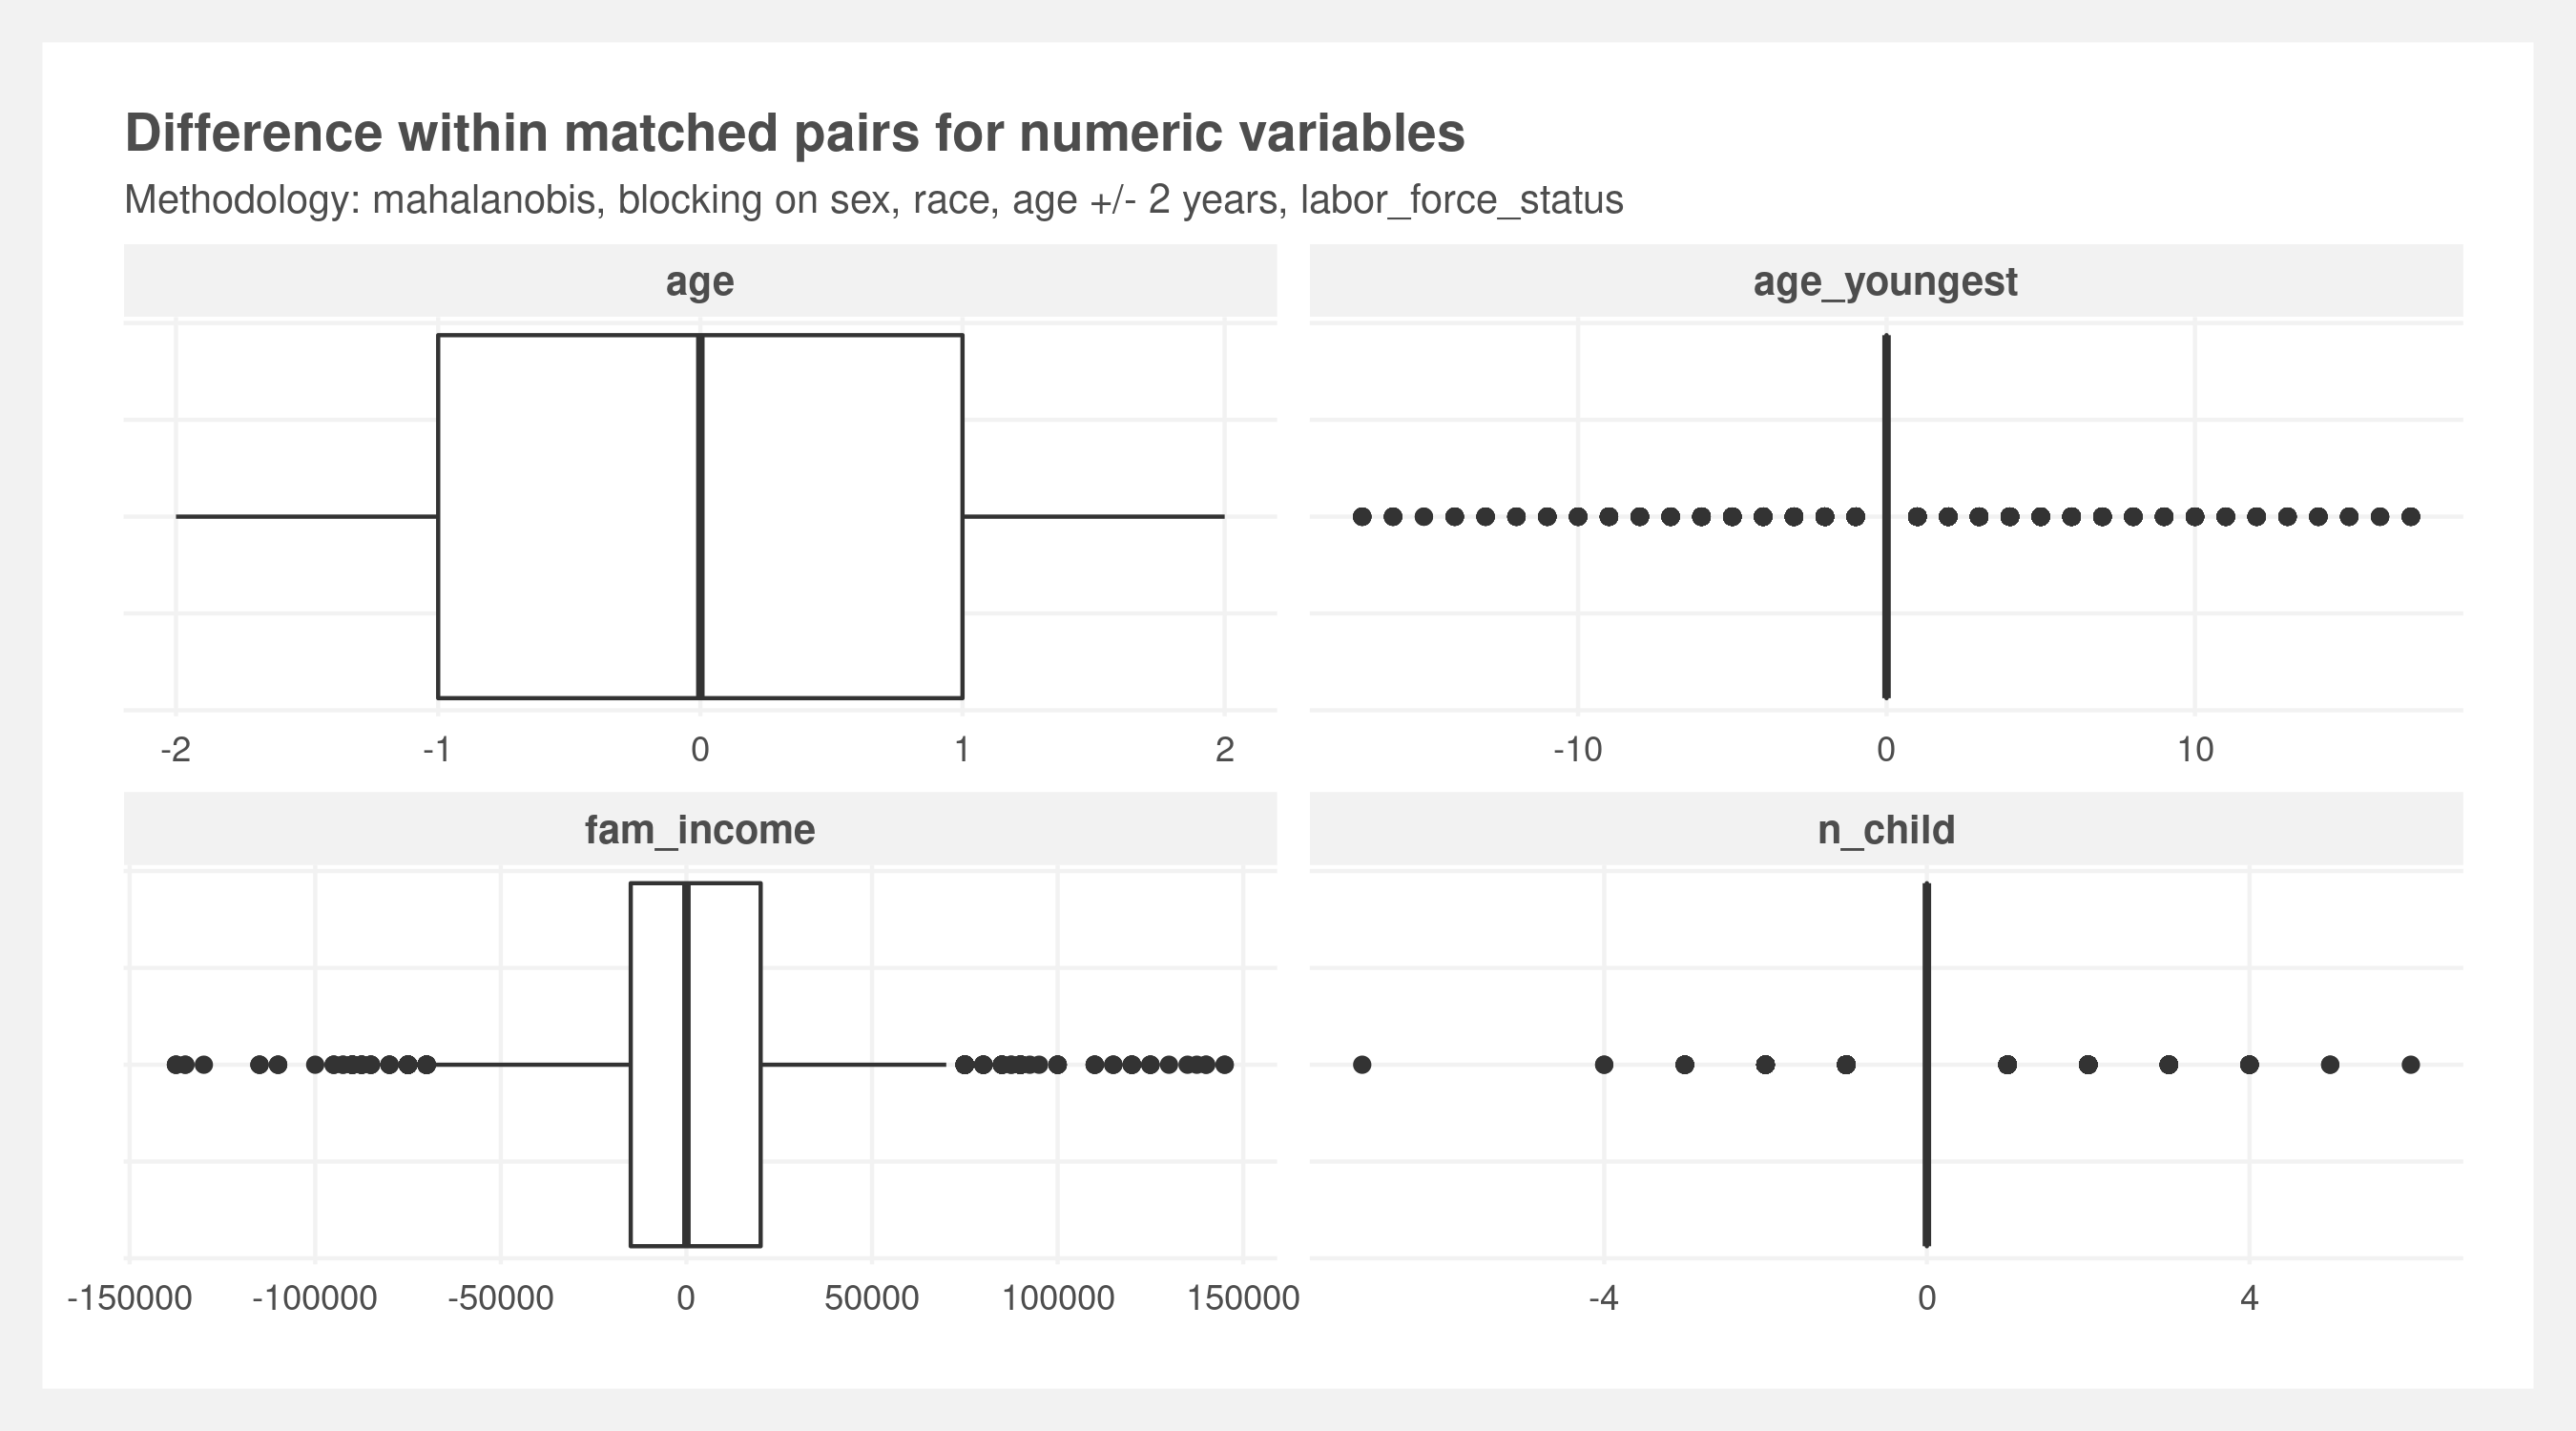 Difference within matched pairs for numeric variables
Methodology: mahalanobis, blocking on sex, race, age +/- 2 years, labor_force_status
age
age_youngest
-2 -1 0 1 2
-10 0 10
fam_income
n_child
-150000 -100000 -50000 0 50000 100000 150000
-4 0 4